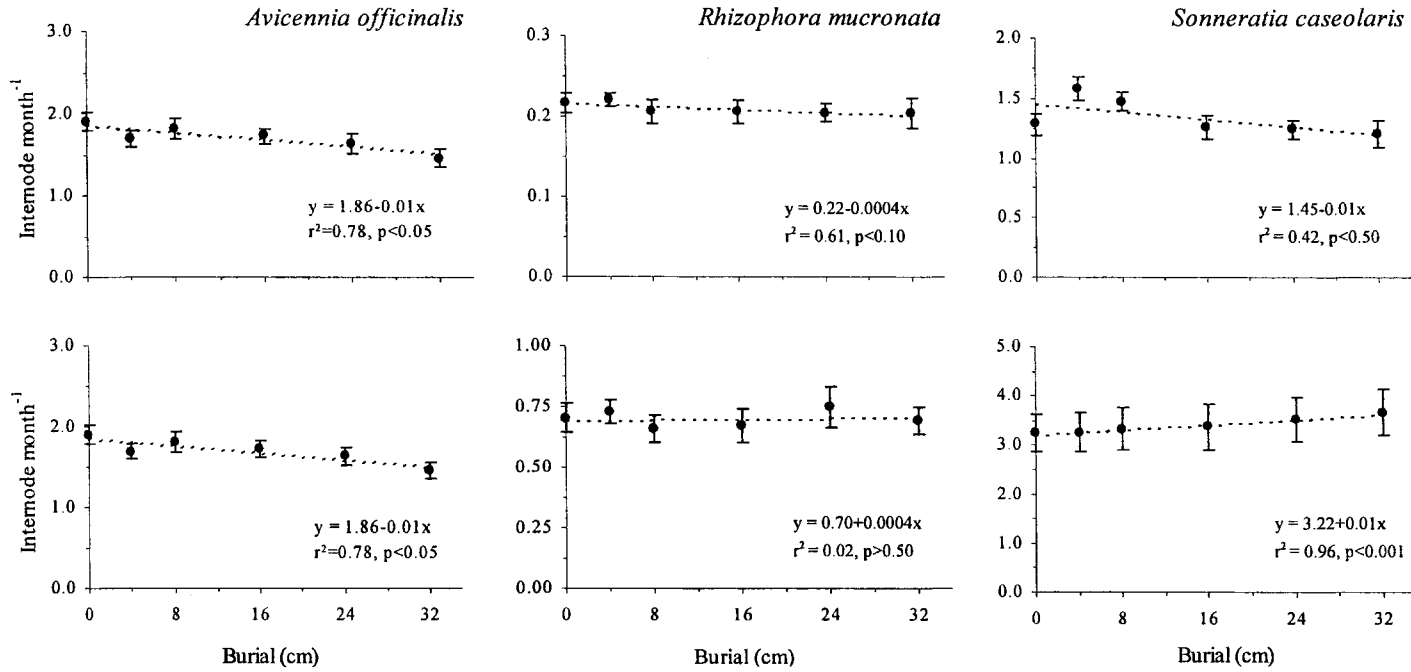 Avicennia officinalis
Rhizophora mucronata
Sonneratia caseolaris
Internode month⁻¹
3.0
2.0
1.0
0.0
y = 1.86-0.01x
r²=0.78, p<0.05
0.3
0.2
0.1
0.0
y = 0.22-0.0004x
r² = 0.61, p<0.10
2.0
1.5
1.0
0.5
0.0
y = 1.45-0.01x
r² = 0.42, p<0.50
Internode month⁻¹
3.0
2.0
1.0
0.0
y = 1.86-0.01x
r²=0.78, p<0.05
0 8 16 24 32
Burial (cm)
1.00
0.75
0.50
0.25
0.00
y = 0.70+0.0004x
r² = 0.02, p>0.50
0 8 16 24 32
Burial (cm)
5.0
4.0
3.0
2.0
1.0
0.0
y = 3.22+0.01x
r² = 0.96, p<0.001
0 8 16 24 32
Burial (cm)